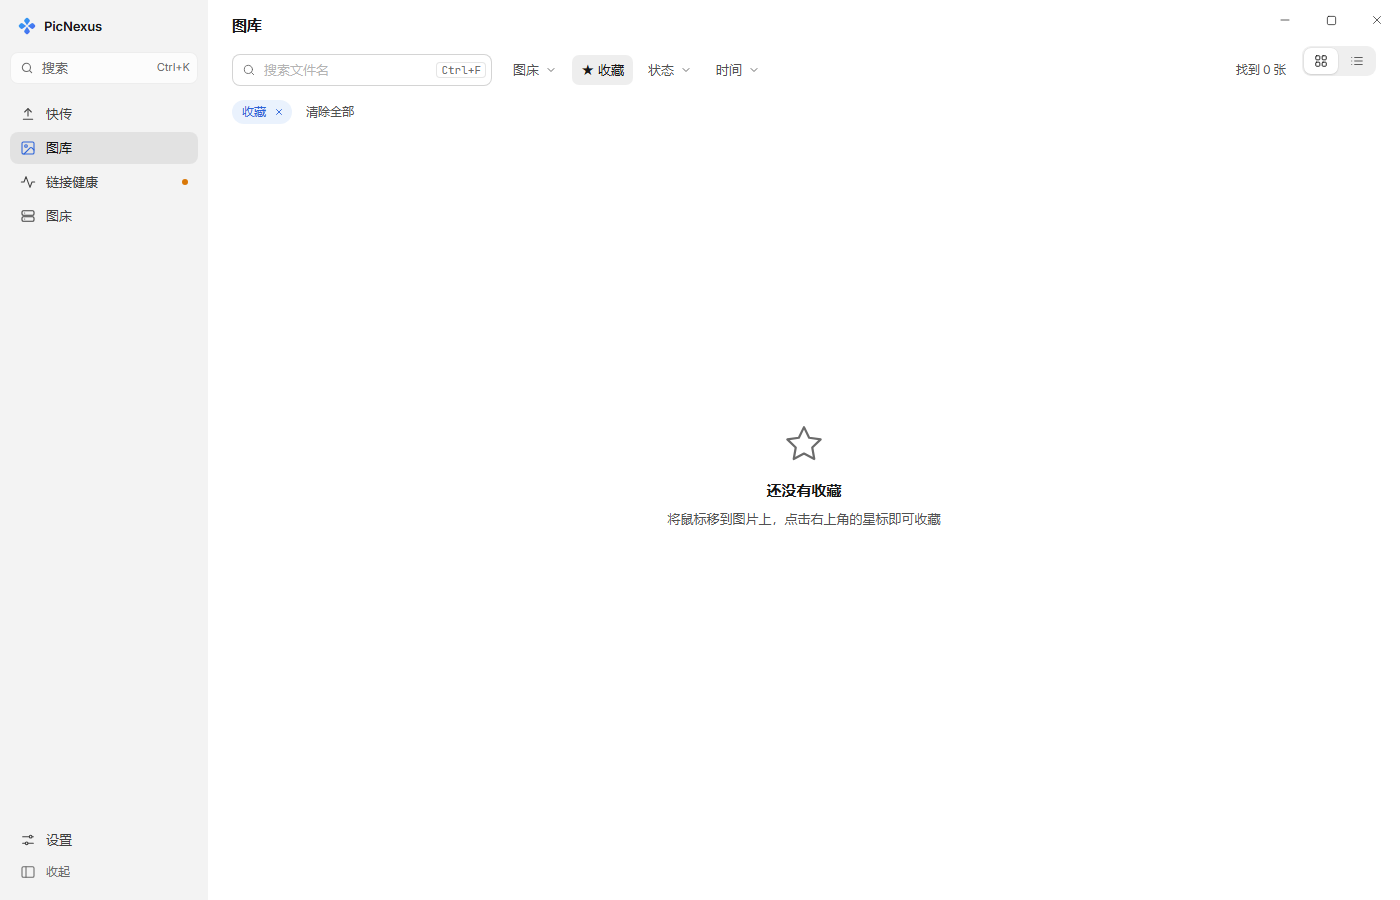 PicNexus
搜索 Ctrl+K
快传
图库
链接健康
图床
设置
收起
图库
搜索文件名 Ctrl+F
图床
★ 收藏
状态
时间
找到 0 张
收藏 ×
清除全部
还没有收藏
将鼠标移到图片上，点击右上角的星标即可收藏